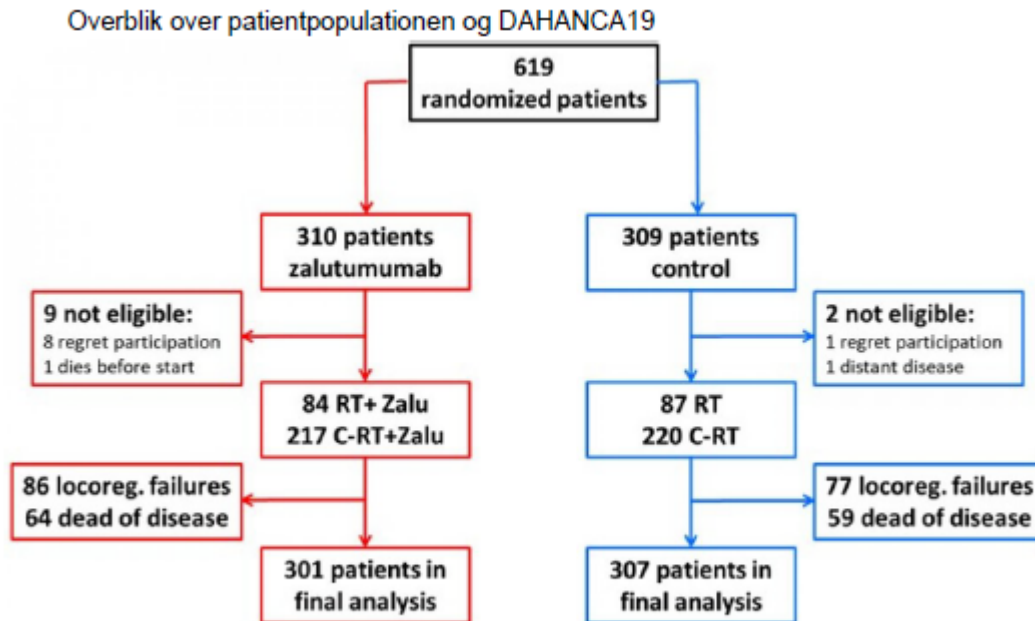 Overblik over patientpopulationen og DAHANCA19
619
randomized patients
310 patients
zalutumumab
309 patients
control
9 not eligible:
8 regret participation
1 dies before start
2 not eligible:
1 regret participation
1 distant disease
84 RT+ Zalu
217 C-RT+Zalu
87 RT
220 C-RT
86 locoreg. failures
64 dead of disease
77 locoreg. failures
59 dead of disease
301 patients in
final analysis
307 patients in
final analysis